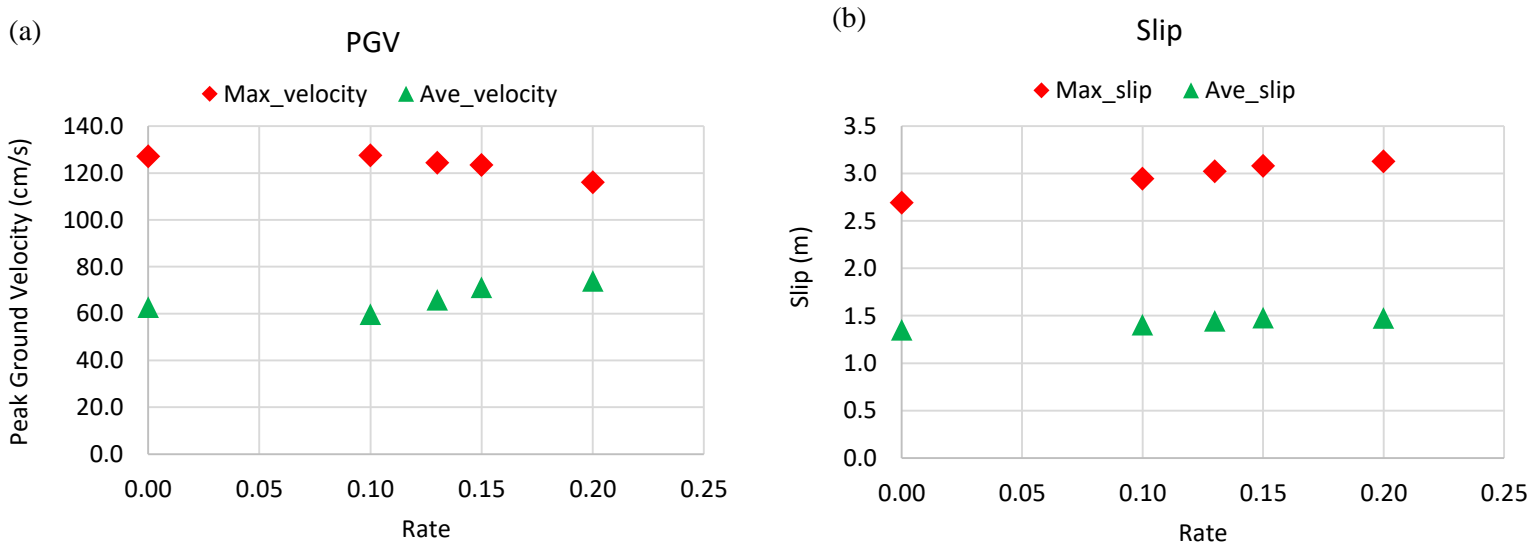 (a)
PGV
Max_velocity Ave_velocity
Peak Ground Velocity (cm/s)
140.0
120.0
100.0
80.0
60.0
40.0
20.0
0.0
0.00 0.05 0.10 0.15 0.20 0.25
Rate
(b)
Slip
Max_slip Ave_slip
Slip (m)
3.5
3.0
2.5
2.0
1.5
1.0
0.5
0.0
0.00 0.05 0.10 0.15 0.20 0.25
Rate